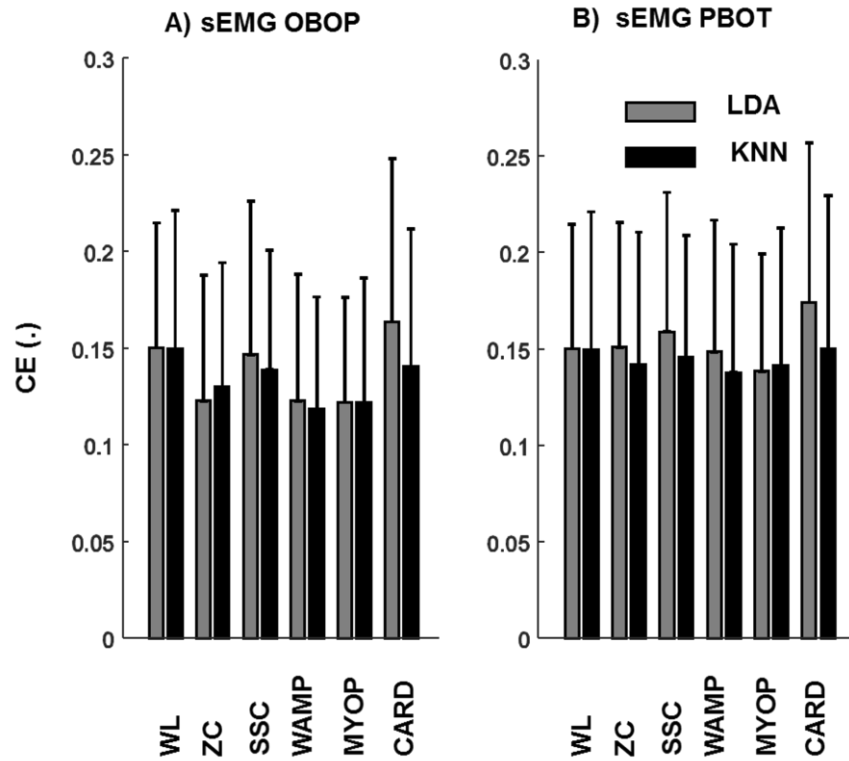 A) sEMG OBOP
B) sEMG PBOT
0.3
0.25
0.2
0.15
0.1
0.05
0
CE (.)
WL
ZC
SSC
WAMP
MYOP
CARD
0.3
0.25
0.2
0.15
0.1
0.05
0
LDA
KNN
WL
ZC
SSC
WAMP
MYOP
CARD